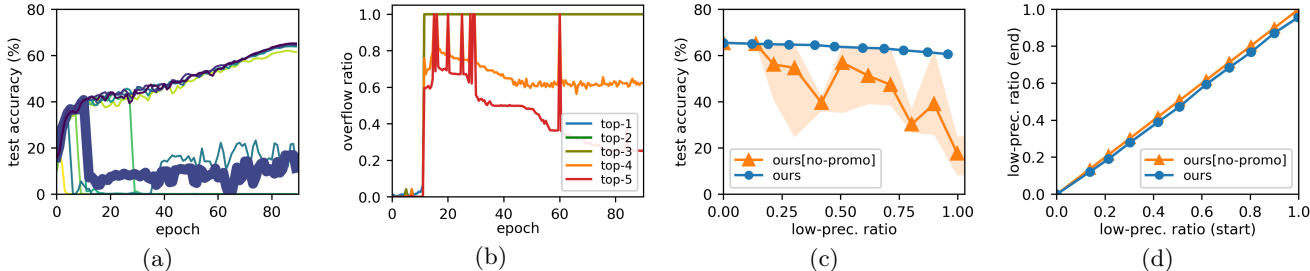 80
60
40
20
0
test accuracy (%)
0 20 40 60 80
epoch
(a)
1.0
0.8
0.6
0.4
0.2
0.0
overflow ratio
top-1
top-2
top-3
top-4
top-5
0 20 40 60 80
epoch
(b)
80
60
40
20
0
test accuracy (%)
ours[no-promo]
ours
0.00 0.25 0.50 0.75 1.00
low-prec. ratio
(c)
1.0
0.8
0.6
0.4
0.2
0.0
low-prec. ratio (end)
ours[no-promo]
ours
0.0 0.2 0.4 0.6 0.8 1.0
low-prec. ratio (start)
(d)